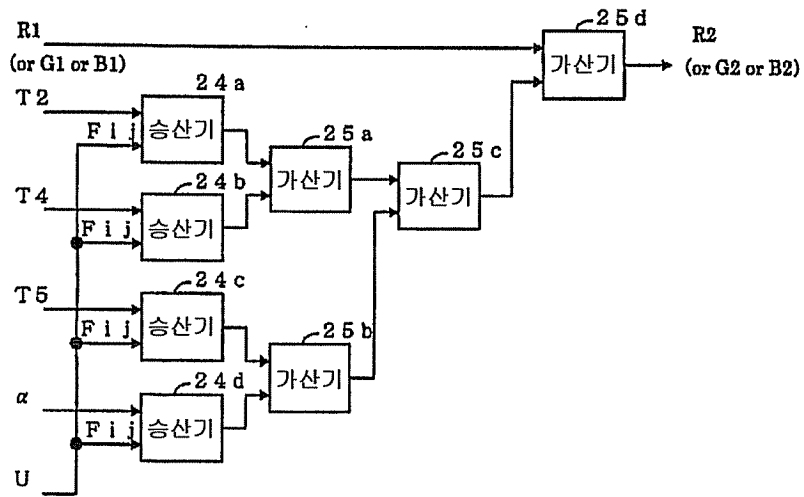 25d
R1
가산기
R2
(or G1 or B1)
(or G2 or B2)
24a
T2
승산기
Fij
25a
25c
가산기
가산기
24b
T4
승산기
Fij
24c
T5
승산기
Fij
25b
가산기
24d
α
승산기
Fij
U